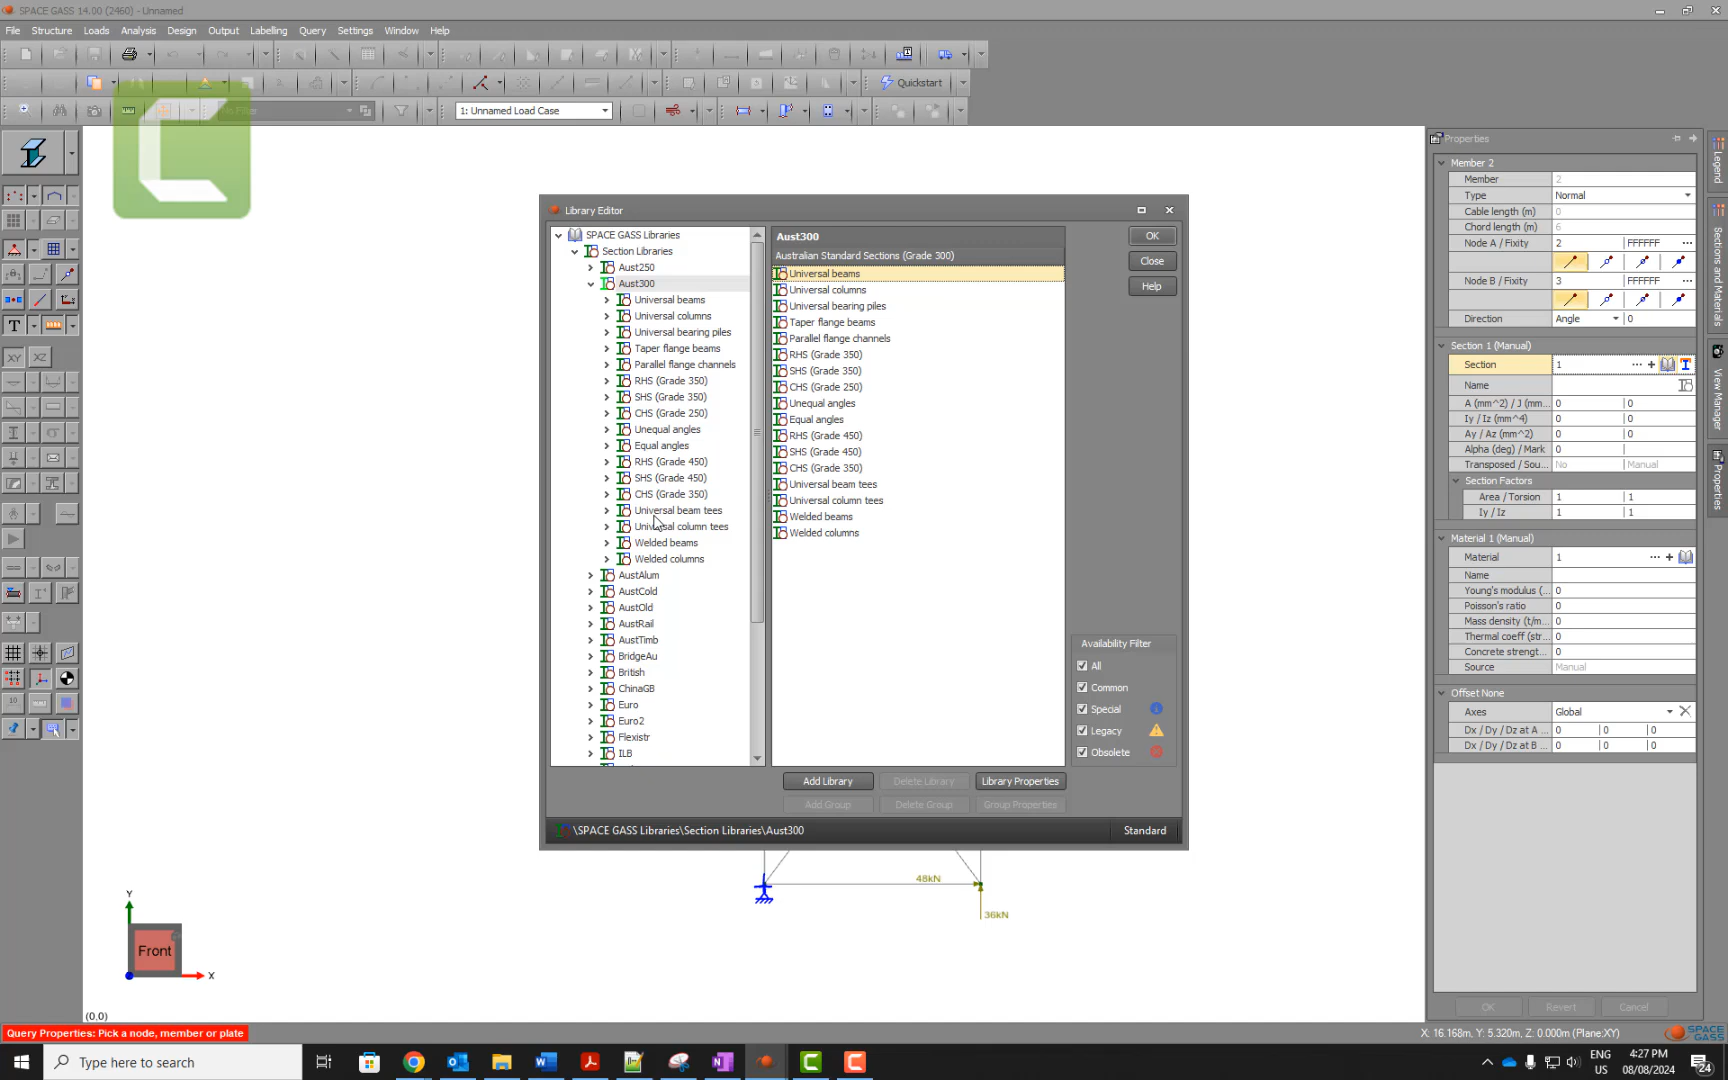 SPACE GASS 14.00 (2460) - Unnamed
File Structure Loads Analysis Design Output Labelling Query Settings Window Help
Quickstart
1: Unnamed Load Case
Library Editor
SPACE GASS Libraries
Section Libraries
Aust250
Aust300
Universal beams
Universal columns
Universal bearing piles
Taper flange beams
Parallel flange channels
RHS (Grade 350)
SHS (Grade 350)
CHS (Grade 250)
Unequal angles
Equal angles
RHS (Grade 450)
SHS (Grade 450)
CHS (Grade 350)
Universal beam tees
Universal column tees
Welded beams
Welded columns
AustAlum
AustCold
AustOld
AustRail
AustTimb
BridgeAu
British
ChinaGB
Euro
Euro2
Flexistr
ILB
Aust300
Australian Standard Sections (Grade 300)
Universal beams
Universal columns
Universal bearing piles
Taper flange beams
Parallel flange channels
RHS (Grade 350)
SHS (Grade 350)
CHS (Grade 250)
Unequal angles
Equal angles
RHS (Grade 450)
SHS (Grade 450)
CHS (Grade 350)
Universal beam tees
Universal column tees
Welded beams
Welded columns
OK
Close
Help
Availability Filter
All
Common
Special
Legacy
Obsolete
Add Library Delete Library Library Properties
Add Group Delete Group Group Properties
\SPACE GASS Libraries\Section Libraries\Aust300 Standard
48kN
36kN
Properties
Member 2
Member 2
Type Normal
Cable length (m) 0
Chord length (m) 6
Node A / Fixity 2 FFFFFF ...
Node B / Fixity 3 FFFFFF ...
Direction Angle 0
Section 1 (Manual)
Section 1 ... +
Name
A (mm^2) / J (mm... 0 0
Iy / Iz (mm^4) 0 0
Ay / Az (mm^2) 0 0
Alpha (deg) / Mark 0
Transposed / Sou... No Manual
Section Factors
Area / Torsion 1 1
Iy / Iz 1 1
Material 1 (Manual)
Material 1 ... +
Name
Young's modulus (... 0
Poisson's ratio 0
Mass density (t/m... 0
Thermal coeff (str... 0
Concrete strengt... 0
Source Manual
Offset None
Axes Global
Dx / Dy / Dz at A ... 0 0 0
Dx / Dy / Dz at B ... 0 0 0
OK Revert Cancel
Legend
Sections and Materials
View Manager
Properties
XY XZ
Y
Front
X
(0,0)
Query Properties: Pick a node, member or plate
X: 16.168m, Y: 5.320m, Z: 0.000m (Plane:XY)
SPACE GASS
Type here to search
ENG
US
4:27 PM
08/08/2024
24